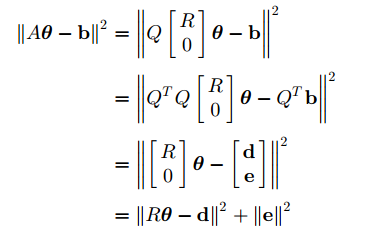 ‖Aθ − b‖² = ‖Q [R 0] θ − b‖²
= ‖QᵀQ [R 0] θ − Qᵀb‖²
= ‖[R 0] θ − [d e]‖²
= ‖Rθ − d‖² + ‖e‖²